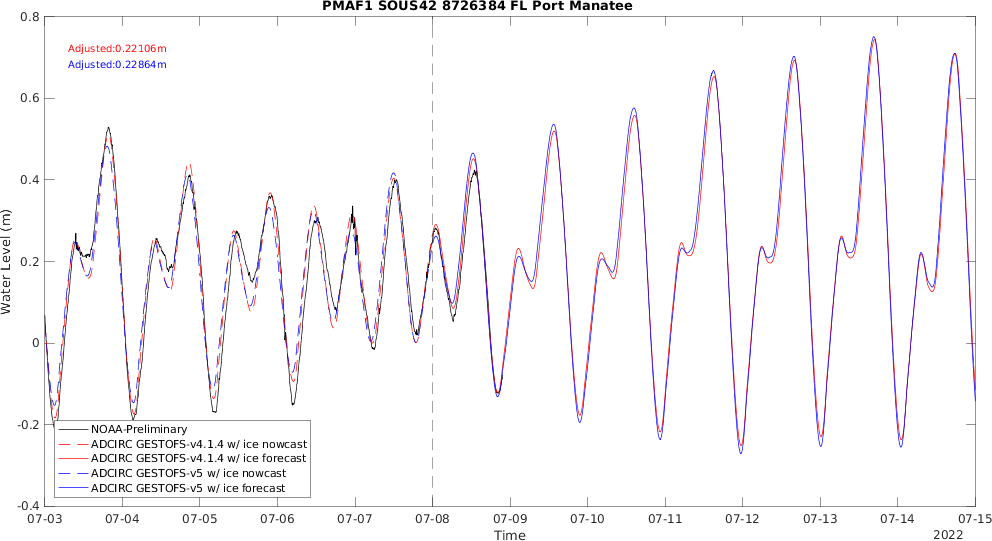 PMAF1 SOUS42 8726384 FL Port Manatee
0.8
Adjusted:0.22106m
Adjusted:0.22864m
0.6
0.4
0.2
0
-0.2
-0.4
Water Level (m)
NOAA-Preliminary
ADCIRC GESTOFS-v4.1.4 w/ ice nowcast
ADCIRC GESTOFS-v4.1.4 w/ ice forecast
ADCIRC GESTOFS-v5 w/ ice nowcast
ADCIRC GESTOFS-v5 w/ ice forecast
07-03 07-04 07-05 07-06 07-07 07-08 07-09 07-10 07-11 07-12 07-13 07-14 07-15
Time
2022